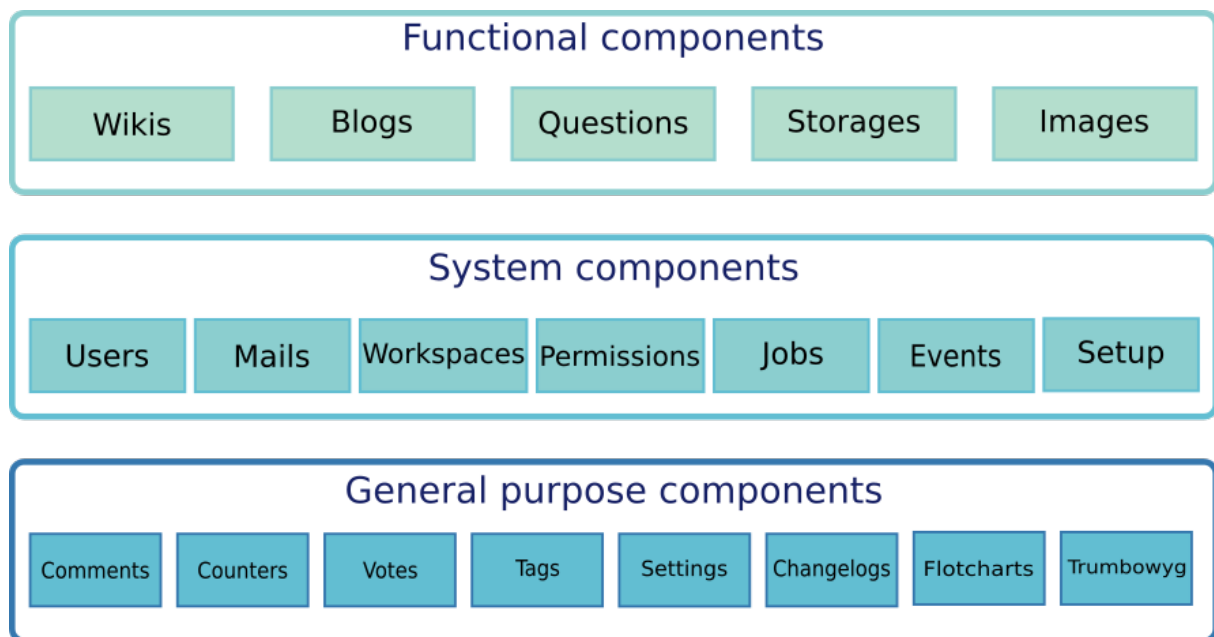 Functional components
Wikis Blogs Questions Storages Images
System components
Users Mails Workspaces Permissions Jobs Events Setup
General purpose components
Comments Counters Votes Tags Settings Changelogs Flotcharts Trumbowyg